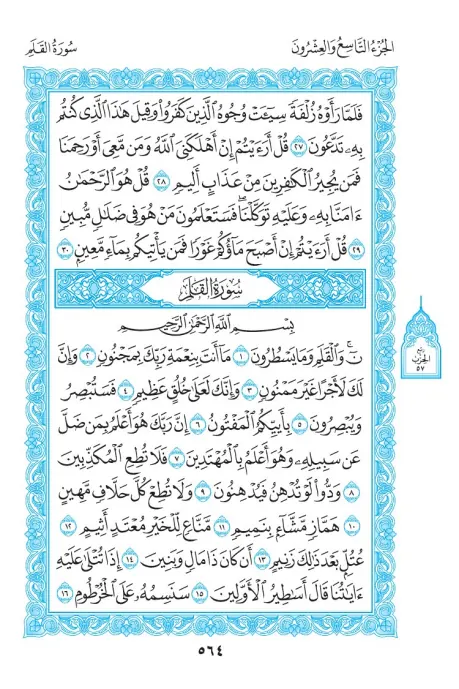 سُورَةُ القَلَمِ
الجُزْءُ التَّاسِعُ وَالعِشْرُونَ
فَلَمَّا رَأَوْهُ زُلْفَةً سِيٓـَٔتْ وُجُوهُ ٱلَّذِينَ كَفَرُوا۟ وَقِيلَ هَٰذَا ٱلَّذِى كُنتُم
بِهِۦ تَدَّعُونَ ٢٧ قُلْ أَرَءَيْتُمْ إِنْ أَهْلَكَنِىَ ٱللَّهُ وَمَن مَّعِىَ أَوْ رَحِمَنَا
فَمَن يُجِيرُ ٱلْكَٰفِرِينَ مِنْ عَذَابٍ أَلِيمٍ ٢٨ قُلْ هُوَ ٱلرَّحْمَٰنُ
ءَامَنَّا بِهِۦ وَعَلَيْهِ تَوَكَّلْنَا ۖ فَسَتَعْلَمُونَ مَنْ هُوَ فِى ضَلَٰلٍ مُّبِينٍ
٢٩ قُلْ أَرَءَيْتُمْ إِنْ أَصْبَحَ مَآؤُكُمْ غَوْرًا فَمَن يَأْتِيكُم بِمَآءٍ مَّعِينٍۭ ٣٠
سُورَةُ القَلَمِ
بِسْمِ ٱللَّهِ ٱلرَّحْمَٰنِ ٱلرَّحِيمِ
نٓ ۚ وَٱلْقَلَمِ وَمَا يَسْطُرُونَ ١ مَآ أَنتَ بِنِعْمَةِ رَبِّكَ بِمَجْنُونٍ ٢ وَإِنَّ
لَكَ لَأَجْرًا غَيْرَ مَمْنُونٍ ٣ وَإِنَّكَ لَعَلَىٰ خُلُقٍ عَظِيمٍ ٤ فَسَتُبْصِرُ
وَيُبْصِرُونَ ٥ بِأَييِّكُمُ ٱلْمَفْتُونُ ٦ إِنَّ رَبَّكَ هُوَ أَعْلَمُ بِمَن ضَلَّ
عَن سَبِيلِهِۦ وَهُوَ أَعْلَمُ بِٱلْمُهْتَدِينَ ٧ فَلَا تُطِعِ ٱلْمُكَذِّبِينَ
٨ وَدُّوا۟ لَوْ تُدْهِنُ فَيُدْهِنُونَ ٩ وَلَا تُطِعْ كُلَّ حَلَّافٍ مَّهِينٍ
١٠ هَمَّازٍ مَّشَّآءٍۭ بِنَمِيمٍ ١١ مَّنَّاعٍ لِّلْخَيْرِ مُعْتَدٍ أَثِيمٍ ١٢
عُتُلٍّۭ بَعْدَ ذَٰلِكَ زَنِيمٍ ١٣ أَن كَانَ ذَا مَالٍ وَبَنِينَ ١٤ إِذَا تُتْلَىٰ عَلَيْهِ
ءَايَٰتُنَا قَالَ أَسَٰطِيرُ ٱلْأَوَّلِينَ ١٥ سَنَسِمُهُۥ عَلَى ٱلْخُرْطُومِ ١٦
ربع
الحزب
٥٧
٥٦٤